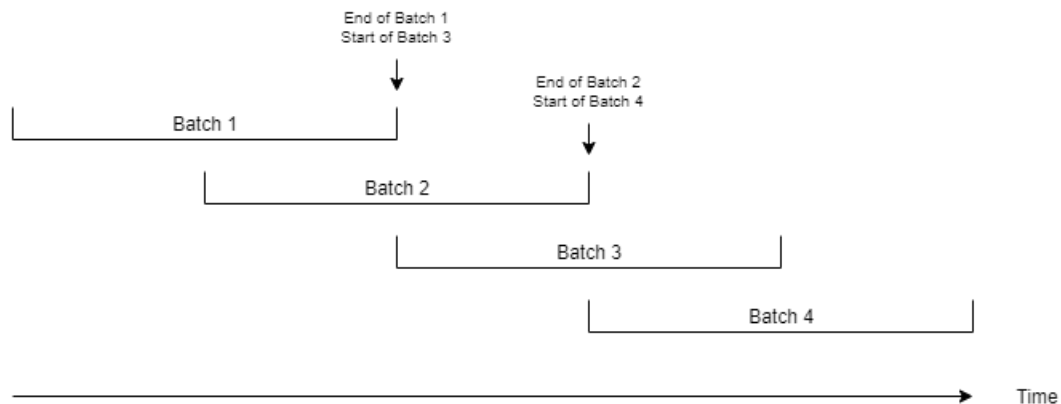 End of Batch 1
Start of Batch 3
End of Batch 2
Start of Batch 4
Batch 1
Batch 2
Batch 3
Batch 4
Time